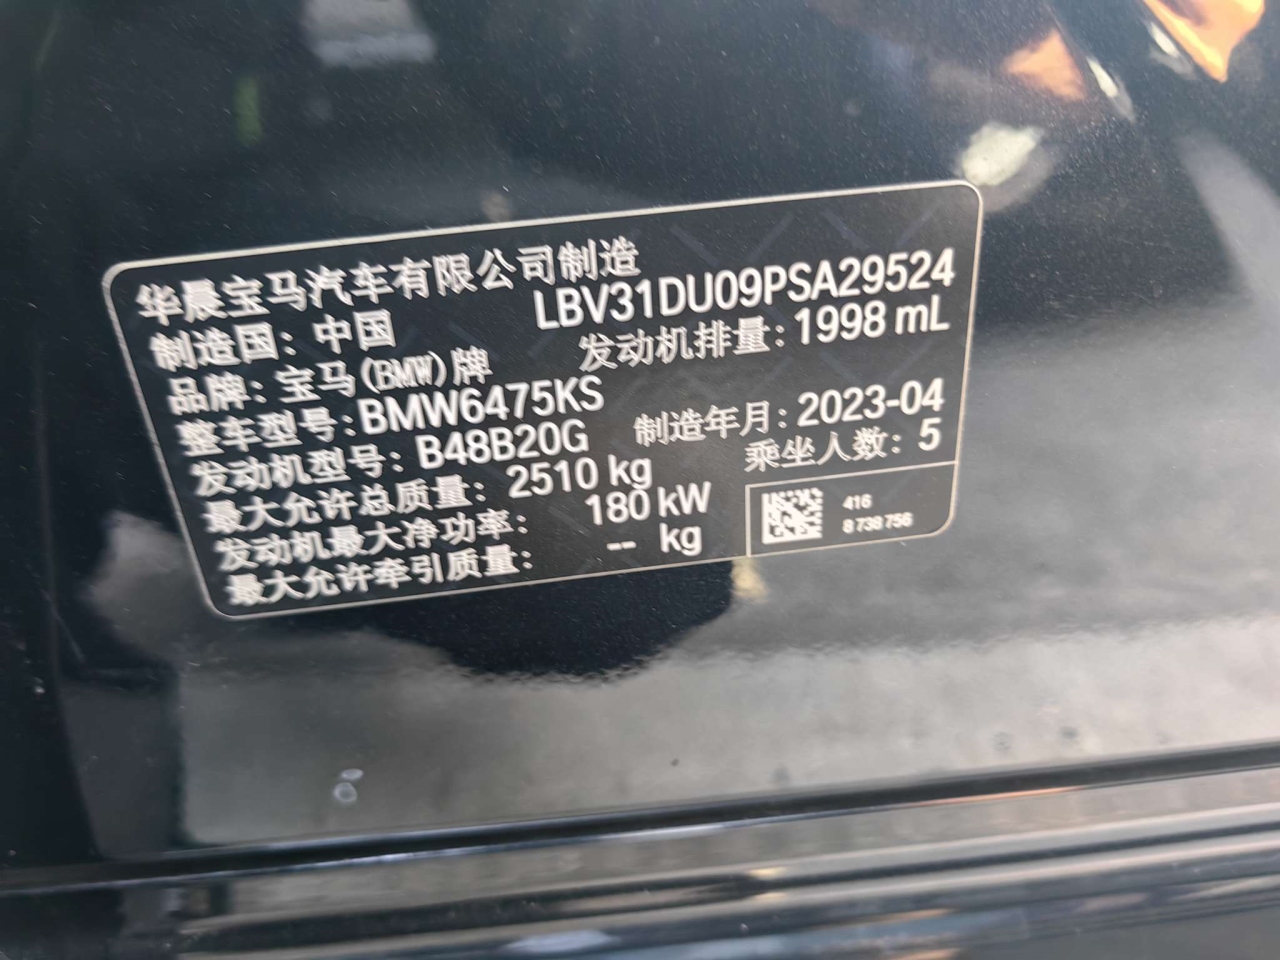 华晨宝马汽车有限公司制造
制造国：中国
LBV31DU09PSA29524
品牌：宝马(BMW)牌
发动机排量：1998 mL
整车型号：BMW6475KS
发动机型号：B48B20G
制造年月：2023-04
最大允许总质量：2510 kg
乘坐人数：5
发动机最大净功率：180 kW
最大允许牵引质量：-- kg
416
8 738 756